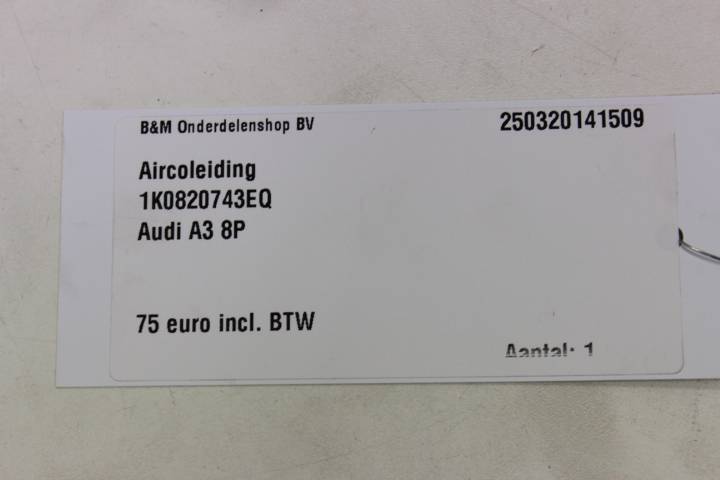 B&M Onderdelenshop BV 250320141509
Aircoleiding
1K0820743EQ
Audi A3 8P
75 euro incl. BTW
Aantal: 1